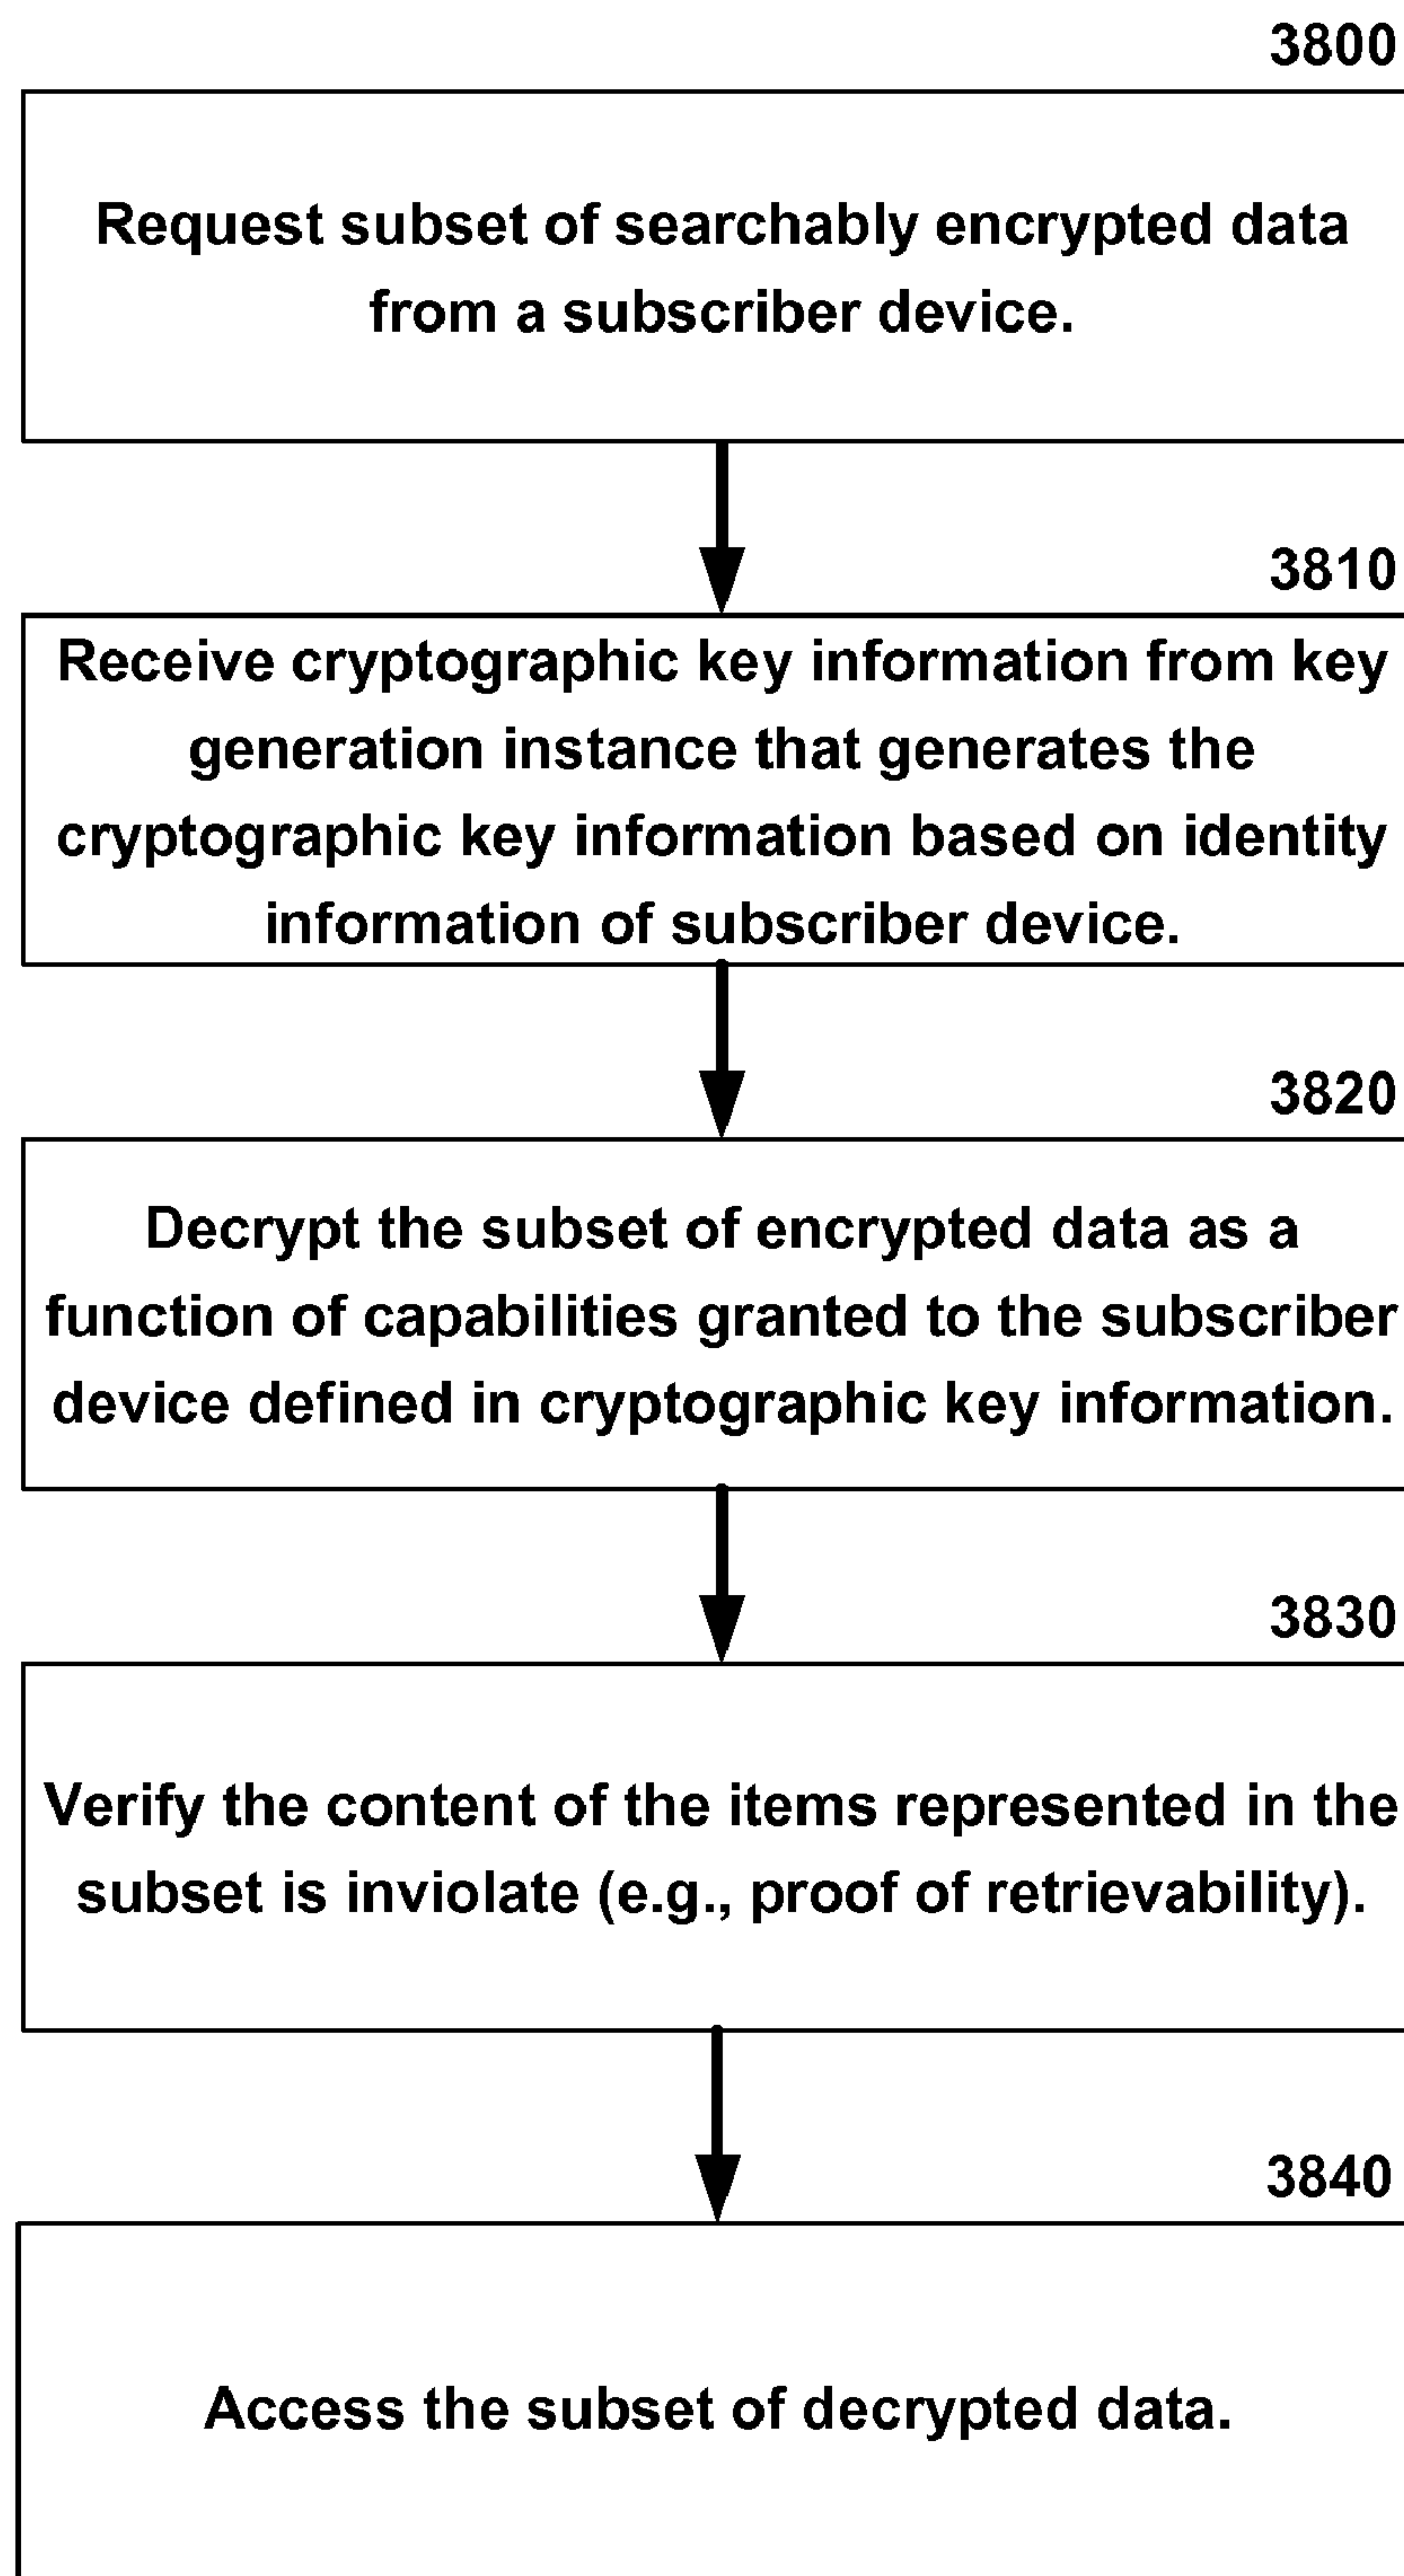 3800
Request subset of searchably encrypted data
from a subscriber device.
3810
Receive cryptographic key information from key
generation instance that generates the
cryptographic key information based on identity
information of subscriber device.
3820
Decrypt the subset of encrypted data as a
function of capabilities granted to the subscriber
device defined in cryptographic key information.
3830
Verify the content of the items represented in the
subset is inviolate (e.g., proof of retrievability).
3840
Access the subset of decrypted data.